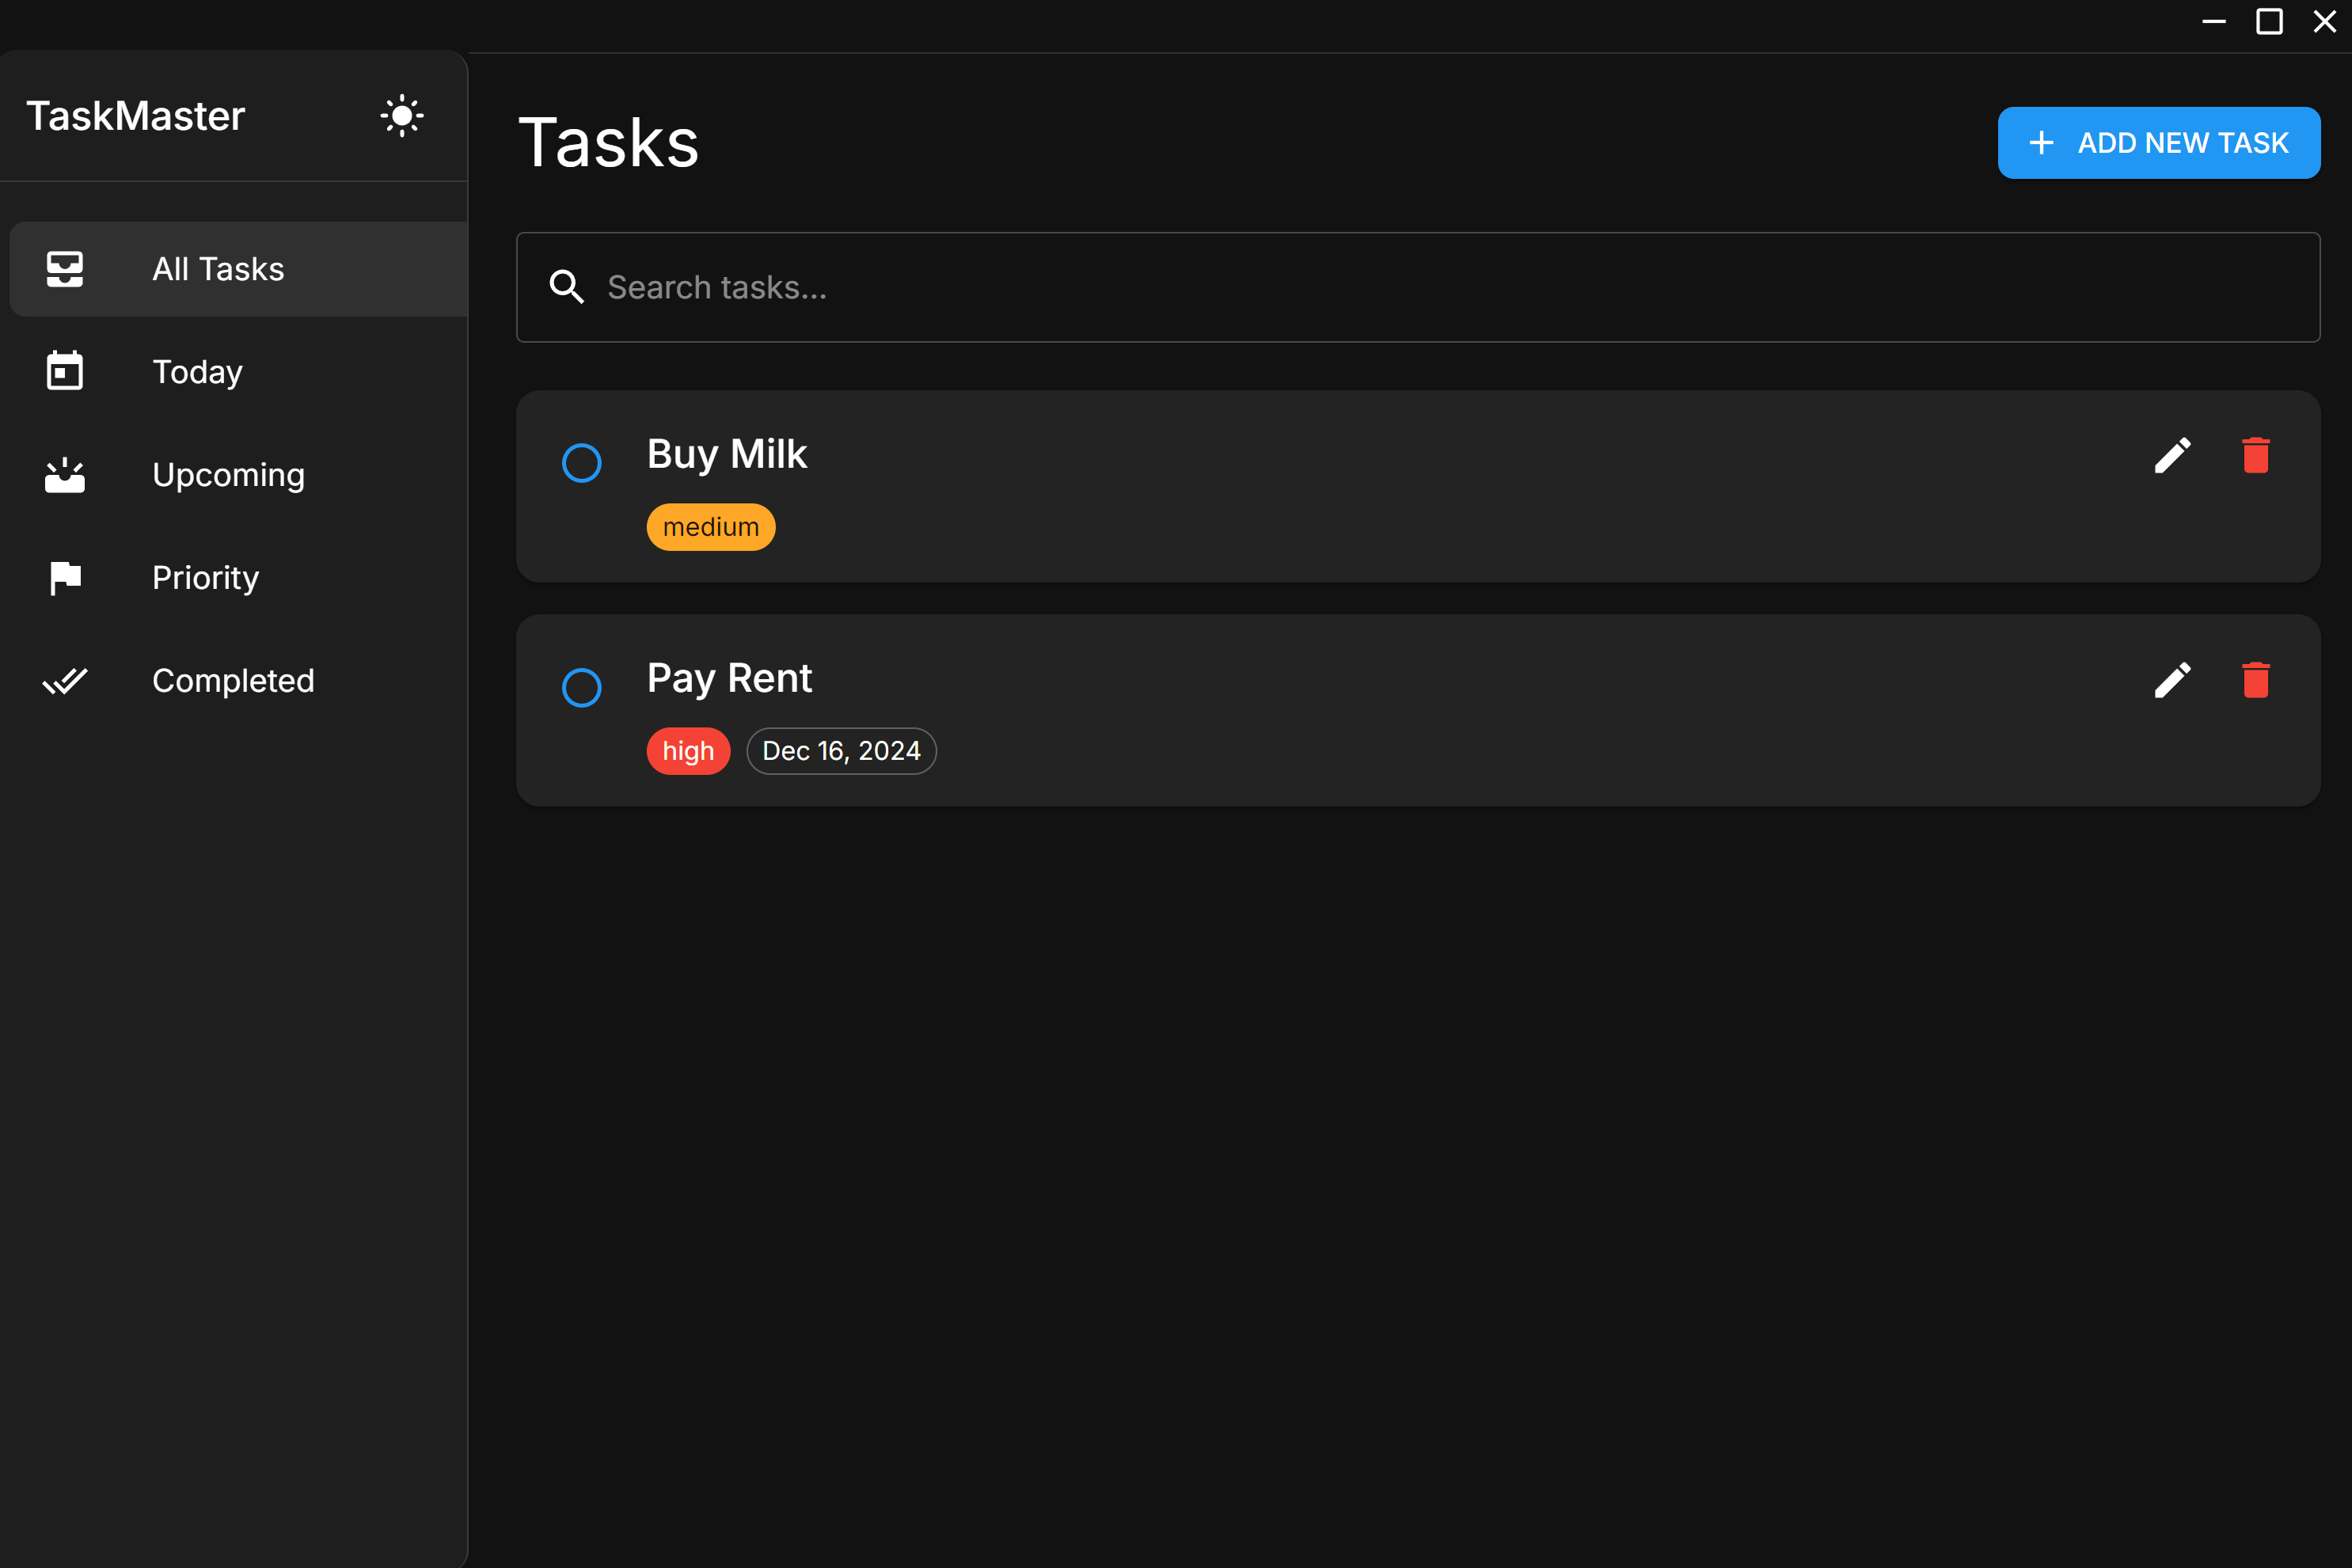 TaskMaster
All Tasks
Today
Upcoming
Priority
Completed
Tasks
ADD NEW TASK
Search tasks...
Buy Milk
medium
Pay Rent
high
Dec 16, 2024